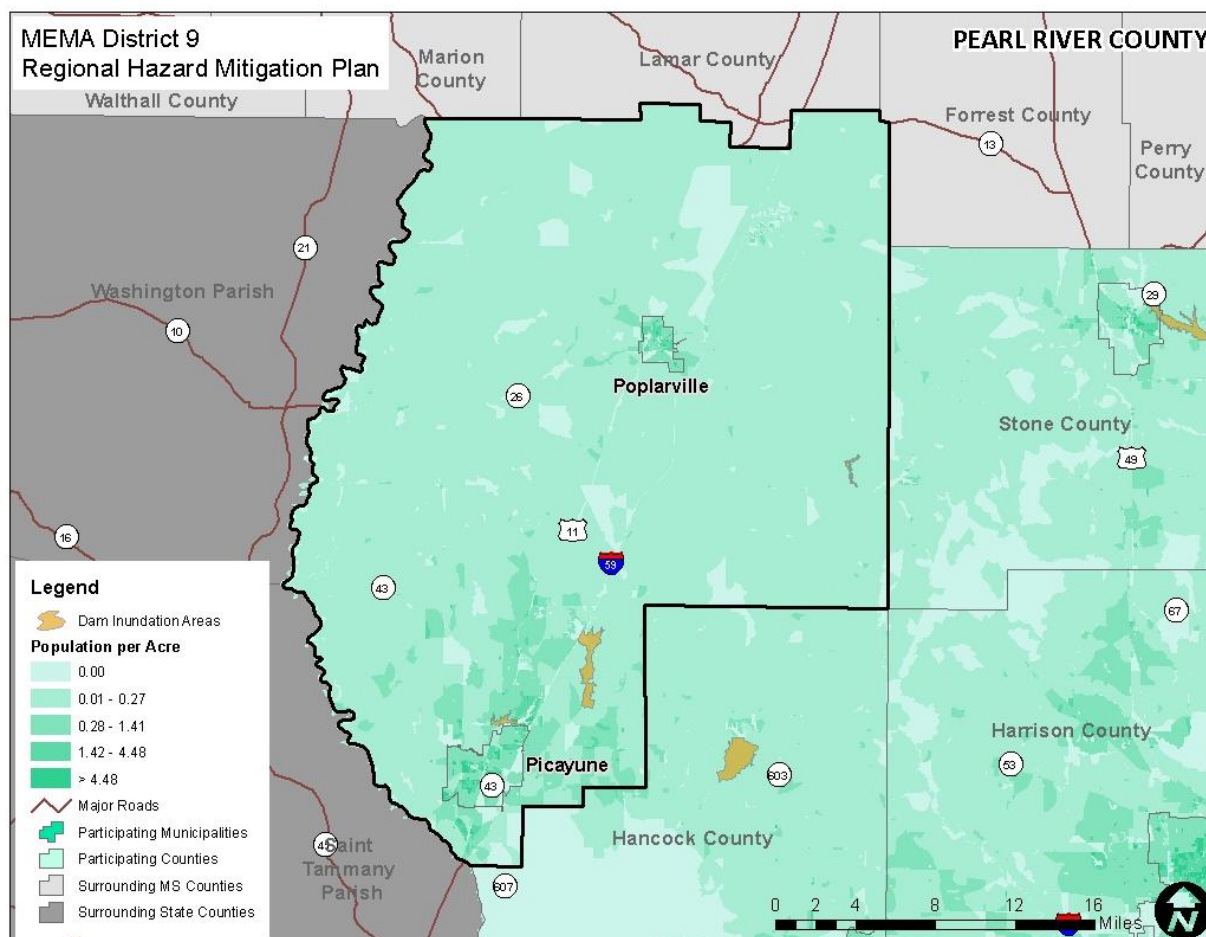 MEMA District 9
Regional Hazard Mitigation Plan
PEARL RIVER COUNTY
Marion
County
Lamar County
Walthall County
Forrest County
13
Perry
County
21
Washington Parish
10
29
Poplarville
26
Stone County
49
11
16
59
43
67
Legend
Dam Inundation Areas
Population per Acre
0.00
0.01 - 0.27
0.28 - 1.41
1.42 - 4.48
> 4.48
Major Roads
Participating Municipalities
Participating Counties
Surrounding MS Counties
Surrounding State Counties
Harrison County
53
Picayune
43
603
Hancock County
Saint
Tammany
Parish
607
0 2 4 8 12 16
Miles
N